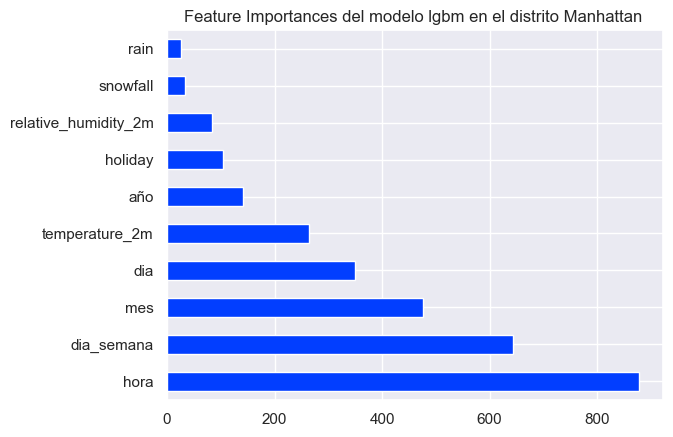 Feature Importances del modelo lgbm en el distrito Manhattan
rain
snowfall
relative_humidity_2m
holiday
año
temperature_2m
dia
mes
dia_semana
hora
0 200 400 600 800